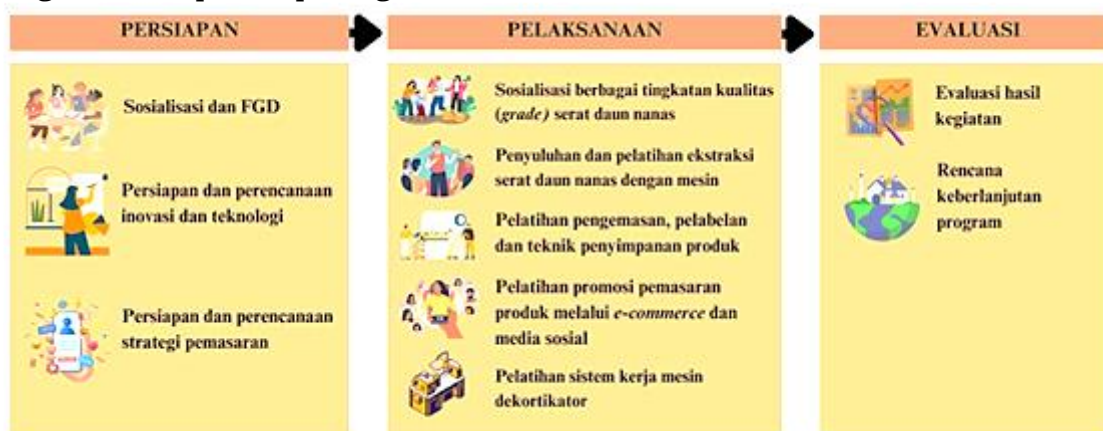 PERSIAPAN
Sosialisasi dan FGD
Persiapan dan perencanaan
inovasi dan teknologi
Persiapan dan perencanaan
strategi pemasaran
PELAKSANAAN
Sosialisasi berbagai tingkatan kualitas
(grade) serat daun nanas
Penyuluhan dan pelatihan ekstraksi
serat daun nanas dengan mesin
Pelatihan pengemasan, pelabelan
dan teknik penyimpanan produk
Pelatihan promosi pemasaran
produk melalui e-commerce dan
media sosial
Pelatihan sistem kerja mesin
dekortikator
EVALUASI
Evaluasi hasil
kegiatan
Rencana
keberlanjutan
program